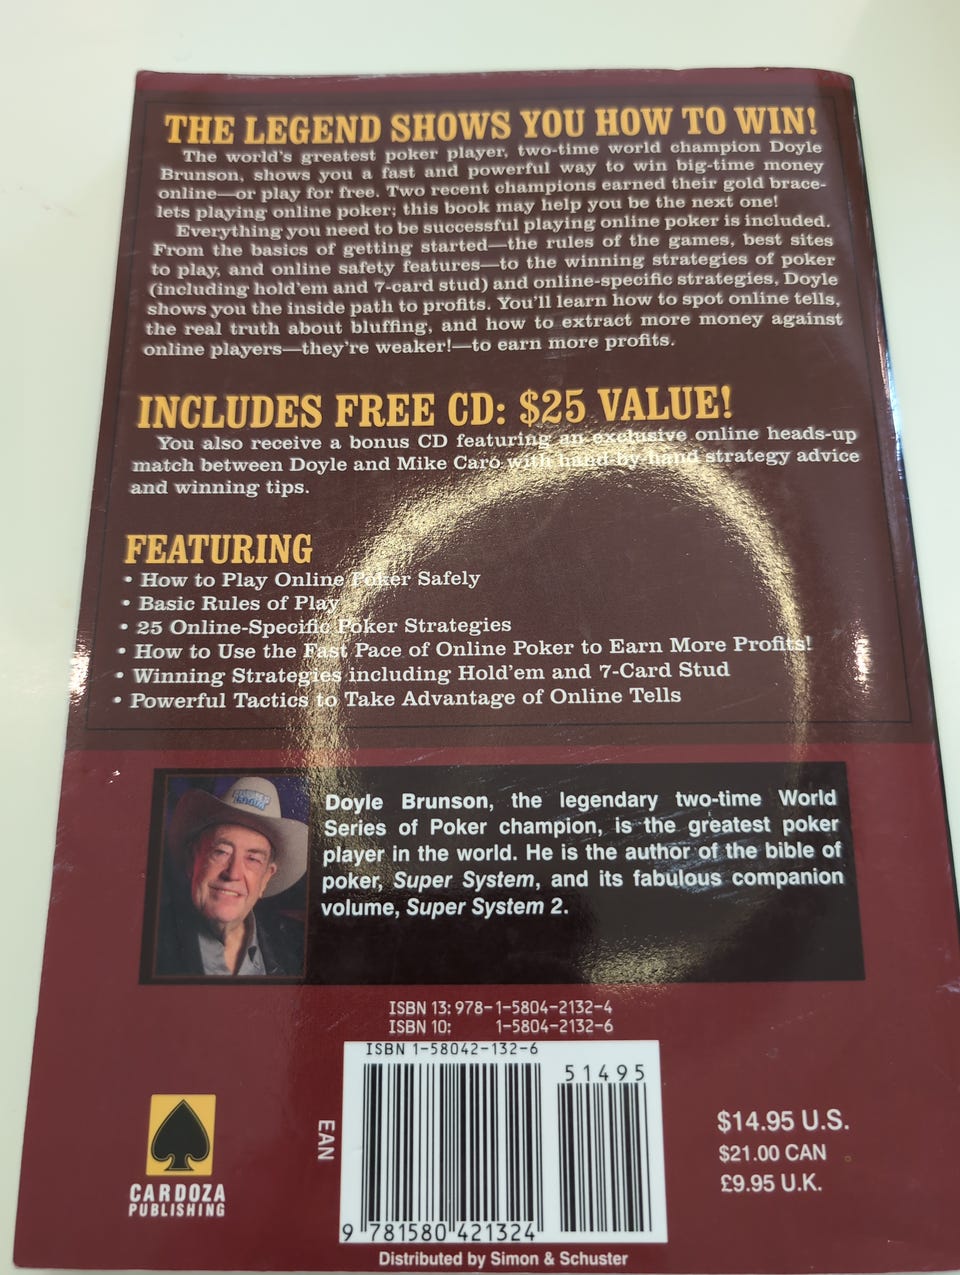 THE LEGEND SHOWS YOU HOW TO WIN!
The world's greatest poker player, two-time world champion Doyle
Brunson, shows you a fast and powerful way to win big-time money
online—or play for free. Two recent champions earned their gold brace-
lets playing online poker; this book may help you be the next one!
Everything you need to be successful playing online poker is included.
From the basics of getting started—the rules of the games, best sites
to play, and online safety features—to the winning strategies of poker
(including hold'em and 7-card stud) and online-specific strategies, Doyle
shows you the inside path to profits. You'll learn how to spot online tells,
the real truth about bluffing, and how to extract more money against
online players—they're weaker!—to earn more profits.
INCLUDES FREE CD: $25 VALUE!
You also receive a bonus CD featuring an exclusive online heads-up
match between Doyle and Mike Caro with hand-by-hand strategy advice
and winning tips.
FEATURING
• How to Play Online Poker Safely
• Basic Rules of Play
• 25 Online-Specific Poker Strategies
• How to Use the Fast Pace of Online Poker to Earn More Profits!
• Winning Strategies including Hold'em and 7-Card Stud
• Powerful Tactics to Take Advantage of Online Tells
Doyle Brunson, the legendary two-time World
Series of Poker champion, is the greatest poker
player in the world. He is the author of the bible of
poker, Super System, and its fabulous companion
volume, Super System 2.
ISBN 13: 978-1-5804-2132-4
ISBN 10: 1-5804-2132-6
ISBN 1-58042-132-6
51495
EAN
9 781580 421324
$14.95 U.S.
$21.00 CAN
£9.95 U.K.
CARDOZA
PUBLISHING
Distributed by Simon & Schuster